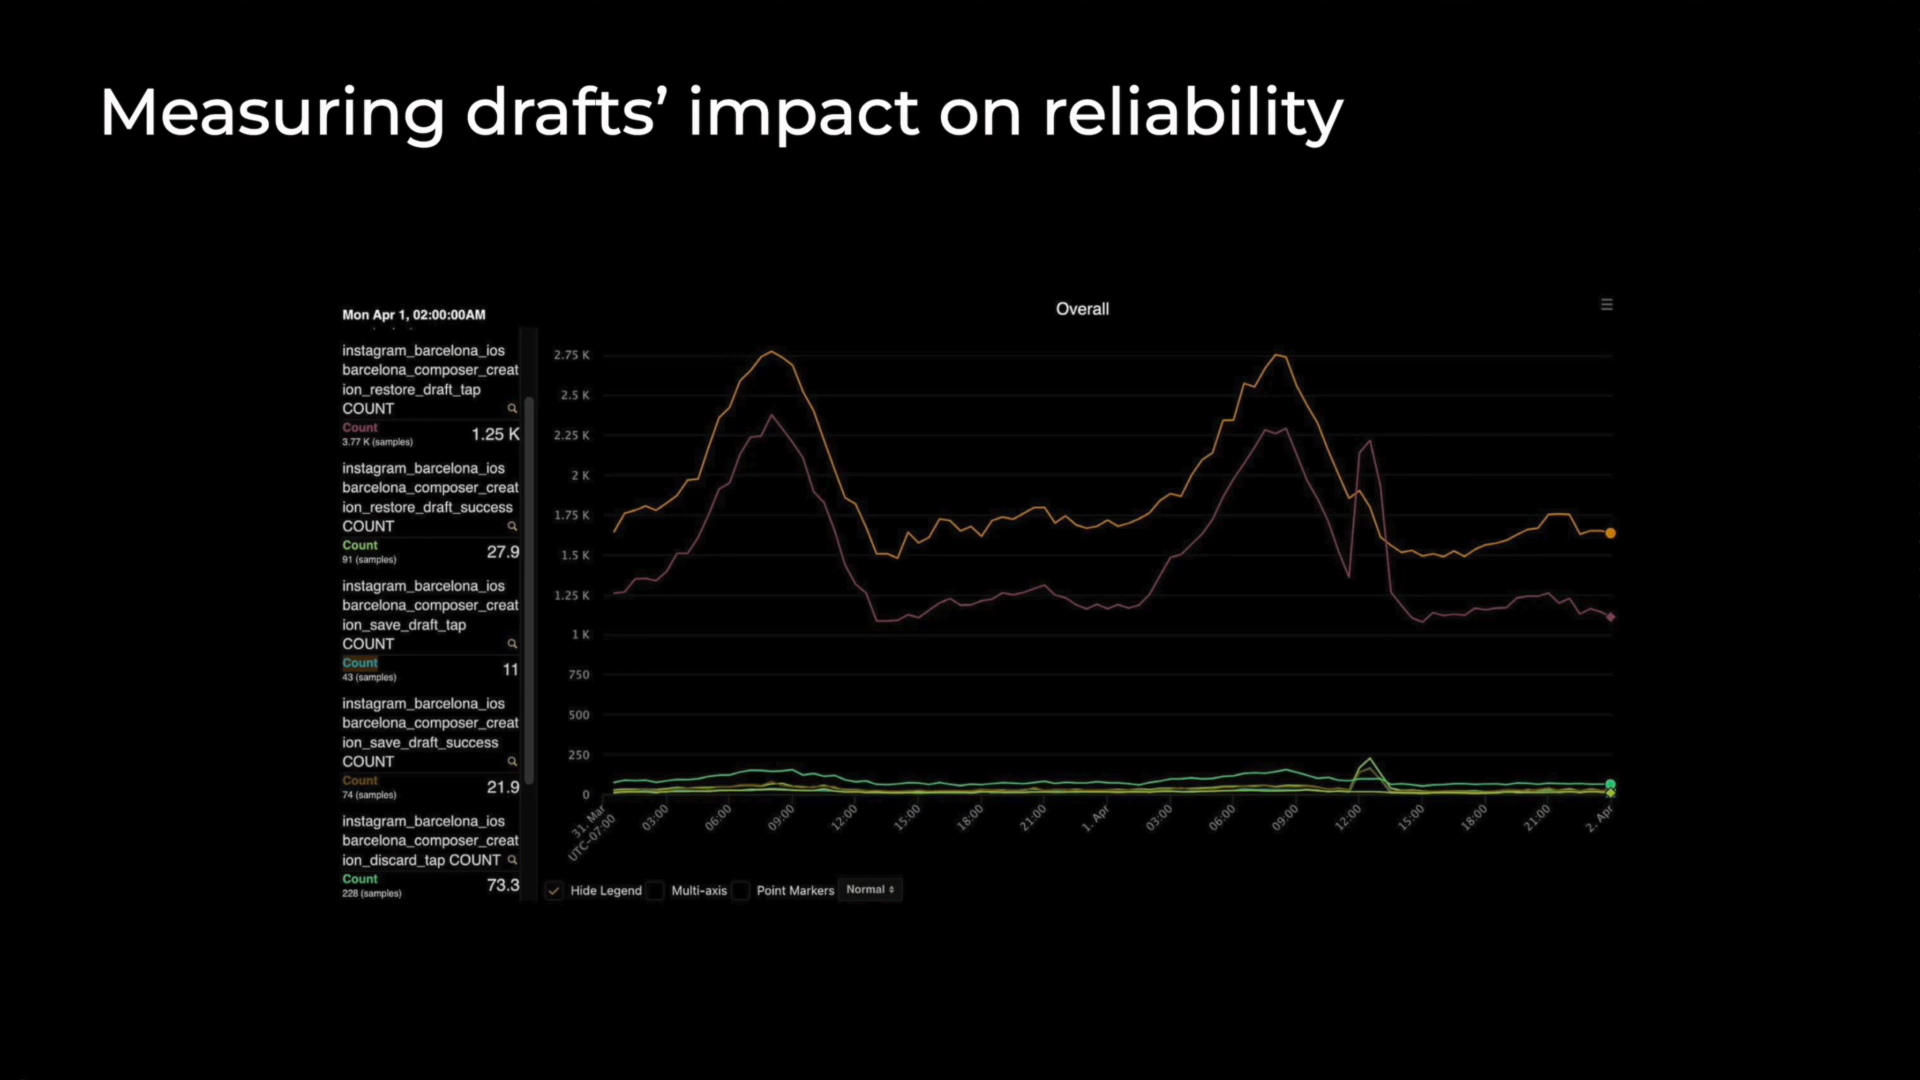 Measuring drafts’ impact on reliability
Mon Apr 1, 02:00:00AM
instagram_barcelona_ios
barcelona_composer_creat
ion_restore_draft_tap
COUNT
Count
3.77 K (samples)
1.25 K
instagram_barcelona_ios
barcelona_composer_creat
ion_restore_draft_success
COUNT
Count
91 (samples)
27.9
instagram_barcelona_ios
barcelona_composer_creat
ion_save_draft_tap
COUNT
Count
43 (samples)
11
instagram_barcelona_ios
barcelona_composer_creat
ion_save_draft_success
COUNT
Count
74 (samples)
21.9
instagram_barcelona_ios
barcelona_composer_creat
ion_discard_tap COUNT
Count
228 (samples)
73.3
Overall
2.75 K
2.5 K
2.25 K
2 K
1.75 K
1.5 K
1.25 K
1 K
750
500
250
0
31. Mar
UTC-07:00
03:00
06:00
09:00
12:00
15:00
18:00
21:00
1. Apr
03:00
06:00
09:00
12:00
15:00
18:00
21:00
2. Apr
Hide Legend
Multi-axis
Point Markers
Normal